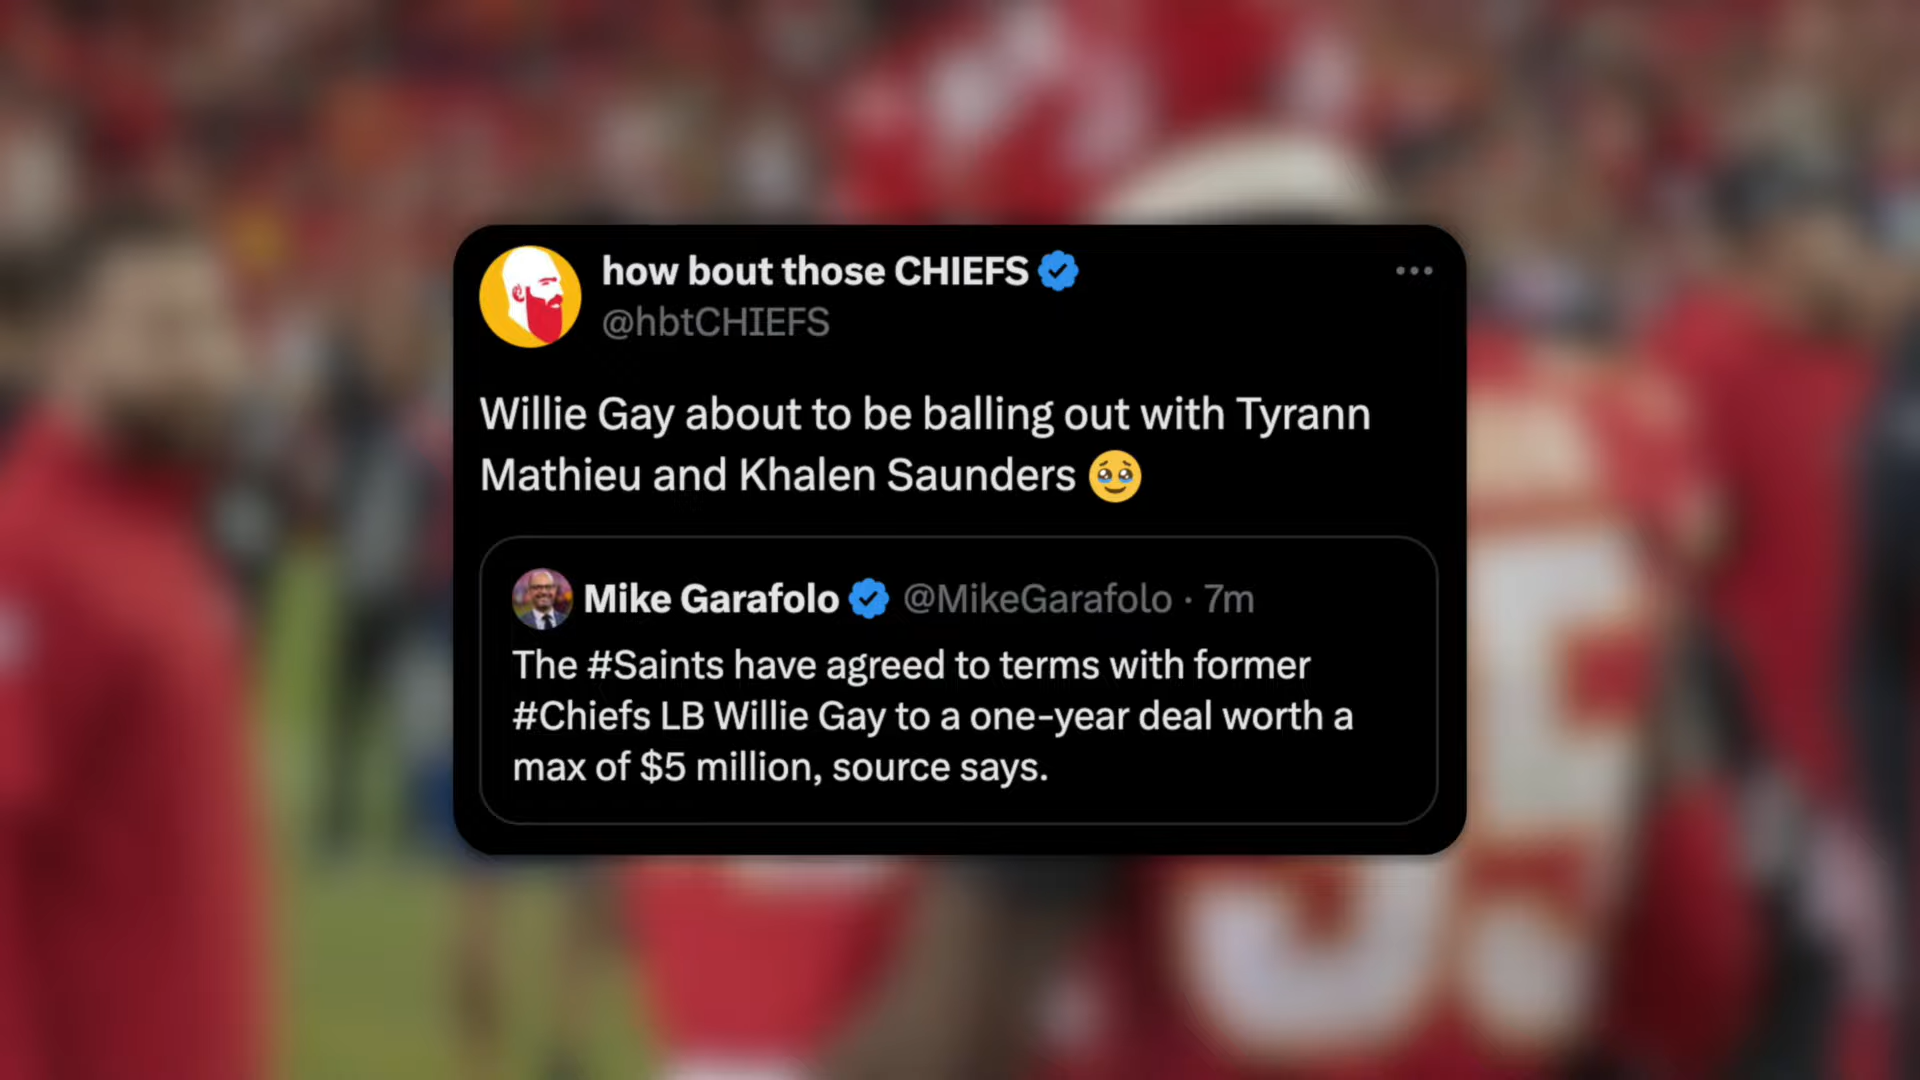 how bout those CHIEFS
@hbtCHIEFS
Willie Gay about to be balling out with Tyrann
Mathieu and Khalen Saunders 🥹
Mike Garafolo @MikeGarafolo · 7m
The #Saints have agreed to terms with former
#Chiefs LB Willie Gay to a one-year deal worth a
max of $5 million, source says.